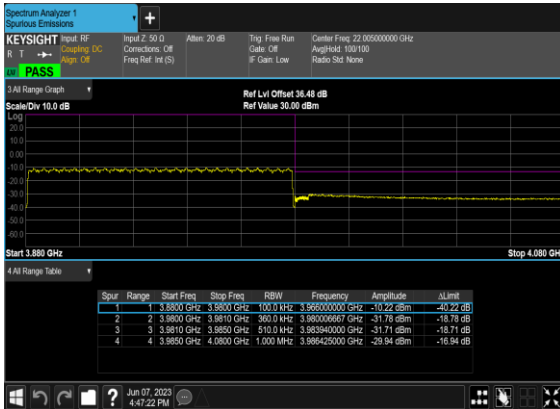 Spectrum Analyzer 1
Spurious Emissions
+
KEYSIGHT Input: RF Input Z: 50 Ω Atten: 20 dB Trig: Free Run Center Freq: 22.005000000 GHz
R T Coupling: DC Corrections: Off Gate: Off Avg|Hold: 100/100
Align: Off Freq Ref: Int (S) IF Gain: Low Radio Std: None
PASS
3 All Range Graph
Ref Lvl Offset 36.48 dB
Scale/Div 10.0 dB Ref Value 30.00 dBm
Log
20.0
10.0
0.00
-10.0
-20.0
-30.0
-40.0
-50.0
-60.0
Start 3.880 GHz Stop 4.080 GH
4 All Range Table
Spur Range Start Freq Stop Freq RBW Frequency Amplitude ΔLimit
1 1 3.8800 GHz 3.9800 GHz 100.0 kHz 3.966000000 GHz -10.22 dBm -40.22 dB
2 2 3.9800 GHz 3.9810 GHz 360.0 kHz 3.980006667 GHz -31.78 dBm -18.78 dB
3 3 3.9810 GHz 3.9850 GHz 510.0 kHz 3.983940000 GHz -31.71 dBm -18.71 dB
4 4 3.9850 GHz 4.0800 GHz 1.000 MHz 3.986425000 GHz -29.94 dBm -16.94 dB
? Jun 07, 2023
4:47:22 PM